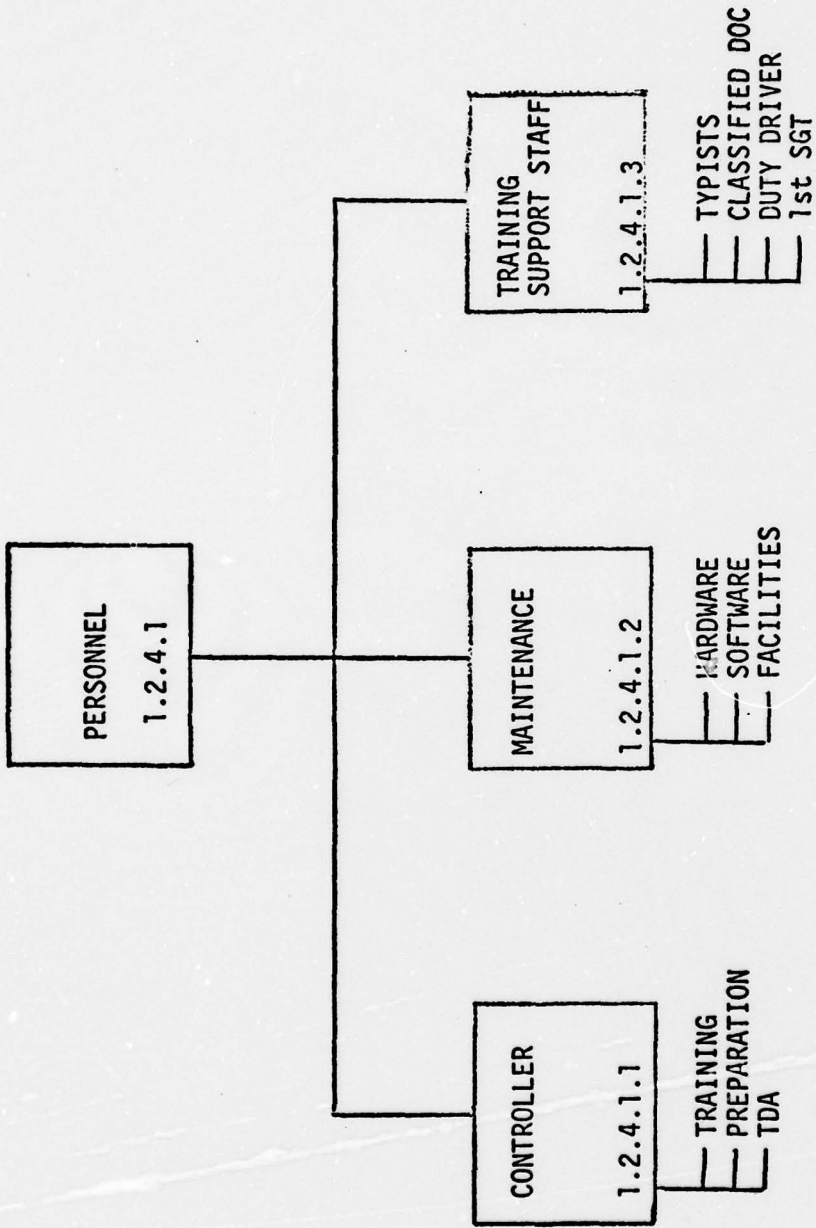 PERSONNEL
1.2.4.1
CONTROLLER
1.2.4.1.1
TRAINING
PREPARATION
TDA
MAINTENANCE
1.2.4.1.2
HARDWARE
SOFTWARE
FACILITIES
TRAINING
SUPPORT STAFF
1.2.4.1.3
TYPISTS
CLASSIFIED DOC
DUTY DRIVER
1st SGT